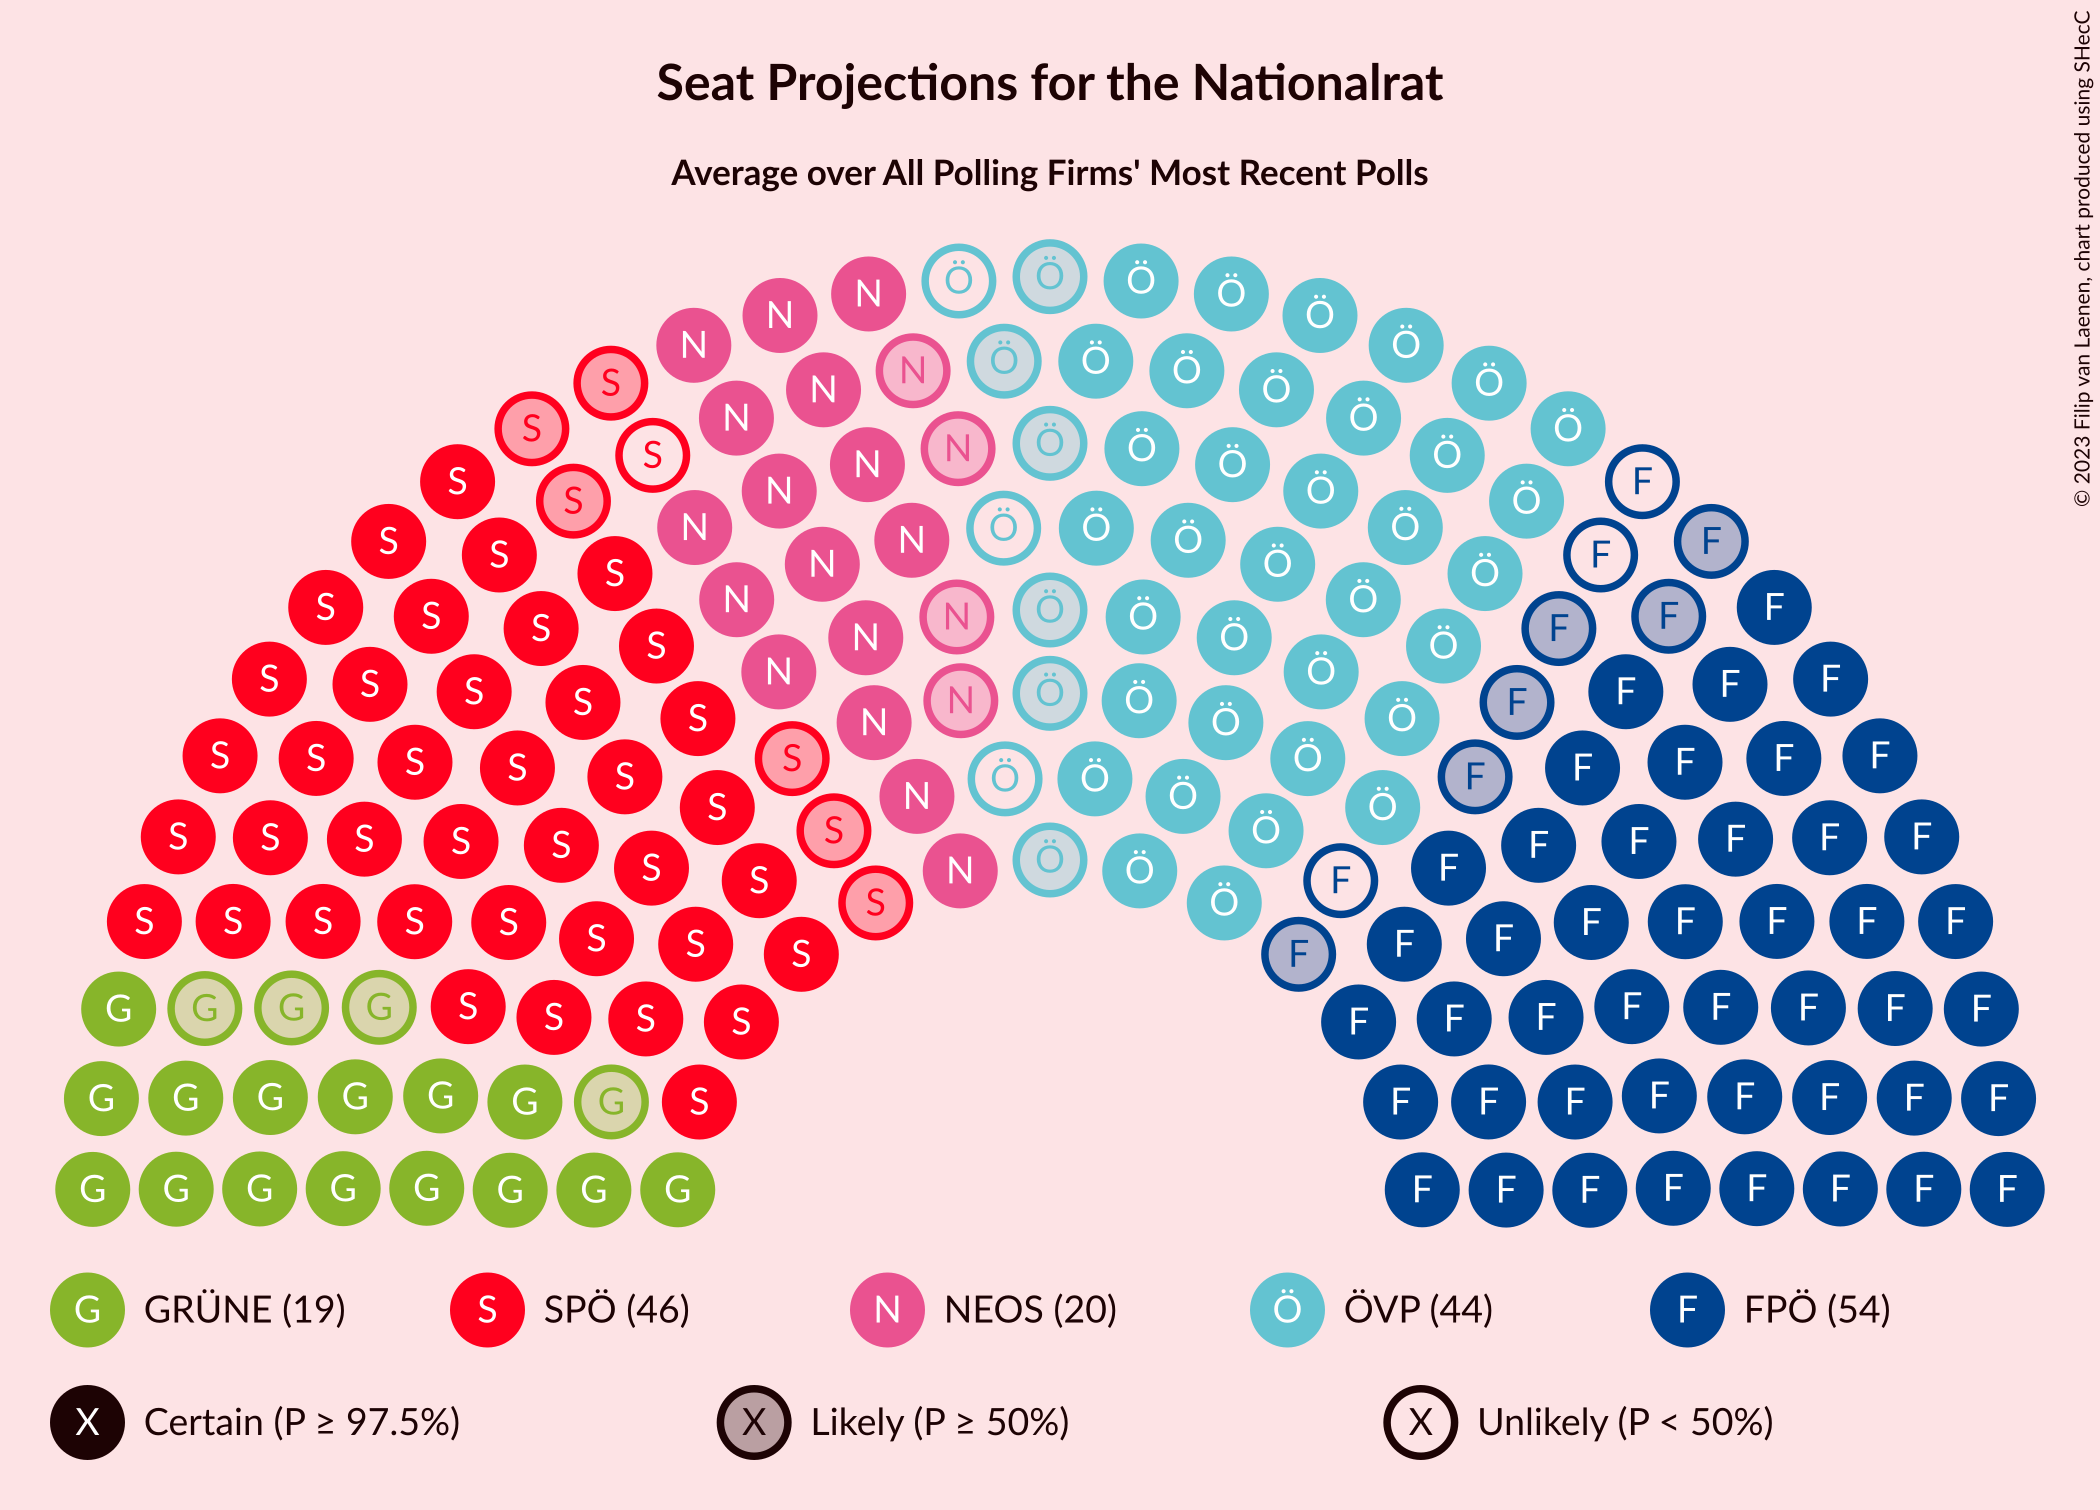 Seat Projections for the Nationalrat
Average over All Polling Firms' Most Recent Polls
© 2023 Filip van Laenen, chart produced using SHecC
N Ö Ö Ö Ö
N N Ö Ö
S N N Ö Ö Ö Ö Ö
S S N N N Ö Ö Ö Ö Ö Ö
S S N Ö Ö F
S S S N N N Ö Ö Ö Ö Ö Ö F F
S S S S N N N Ö Ö Ö Ö Ö F F F
S S S S S N N N Ö Ö Ö Ö Ö F F F F
S S S S S S S N Ö Ö Ö Ö Ö F F F F F
S S S S S S S S N Ö Ö Ö F F F F F F F
S S S S S S S S S Ö F F F F F F F F
G G G G S S S S F F F F F F F F
G G G G G G G S F F F F F F F F
G G G G G G G G F F F F F F F F
G GRÜNE (19) S SPÖ (46) N NEOS (20) Ö ÖVP (44) F FPÖ (54)
X Certain (P ≥ 97.5%) X Likely (P ≥ 50%) X Unlikely (P < 50%)